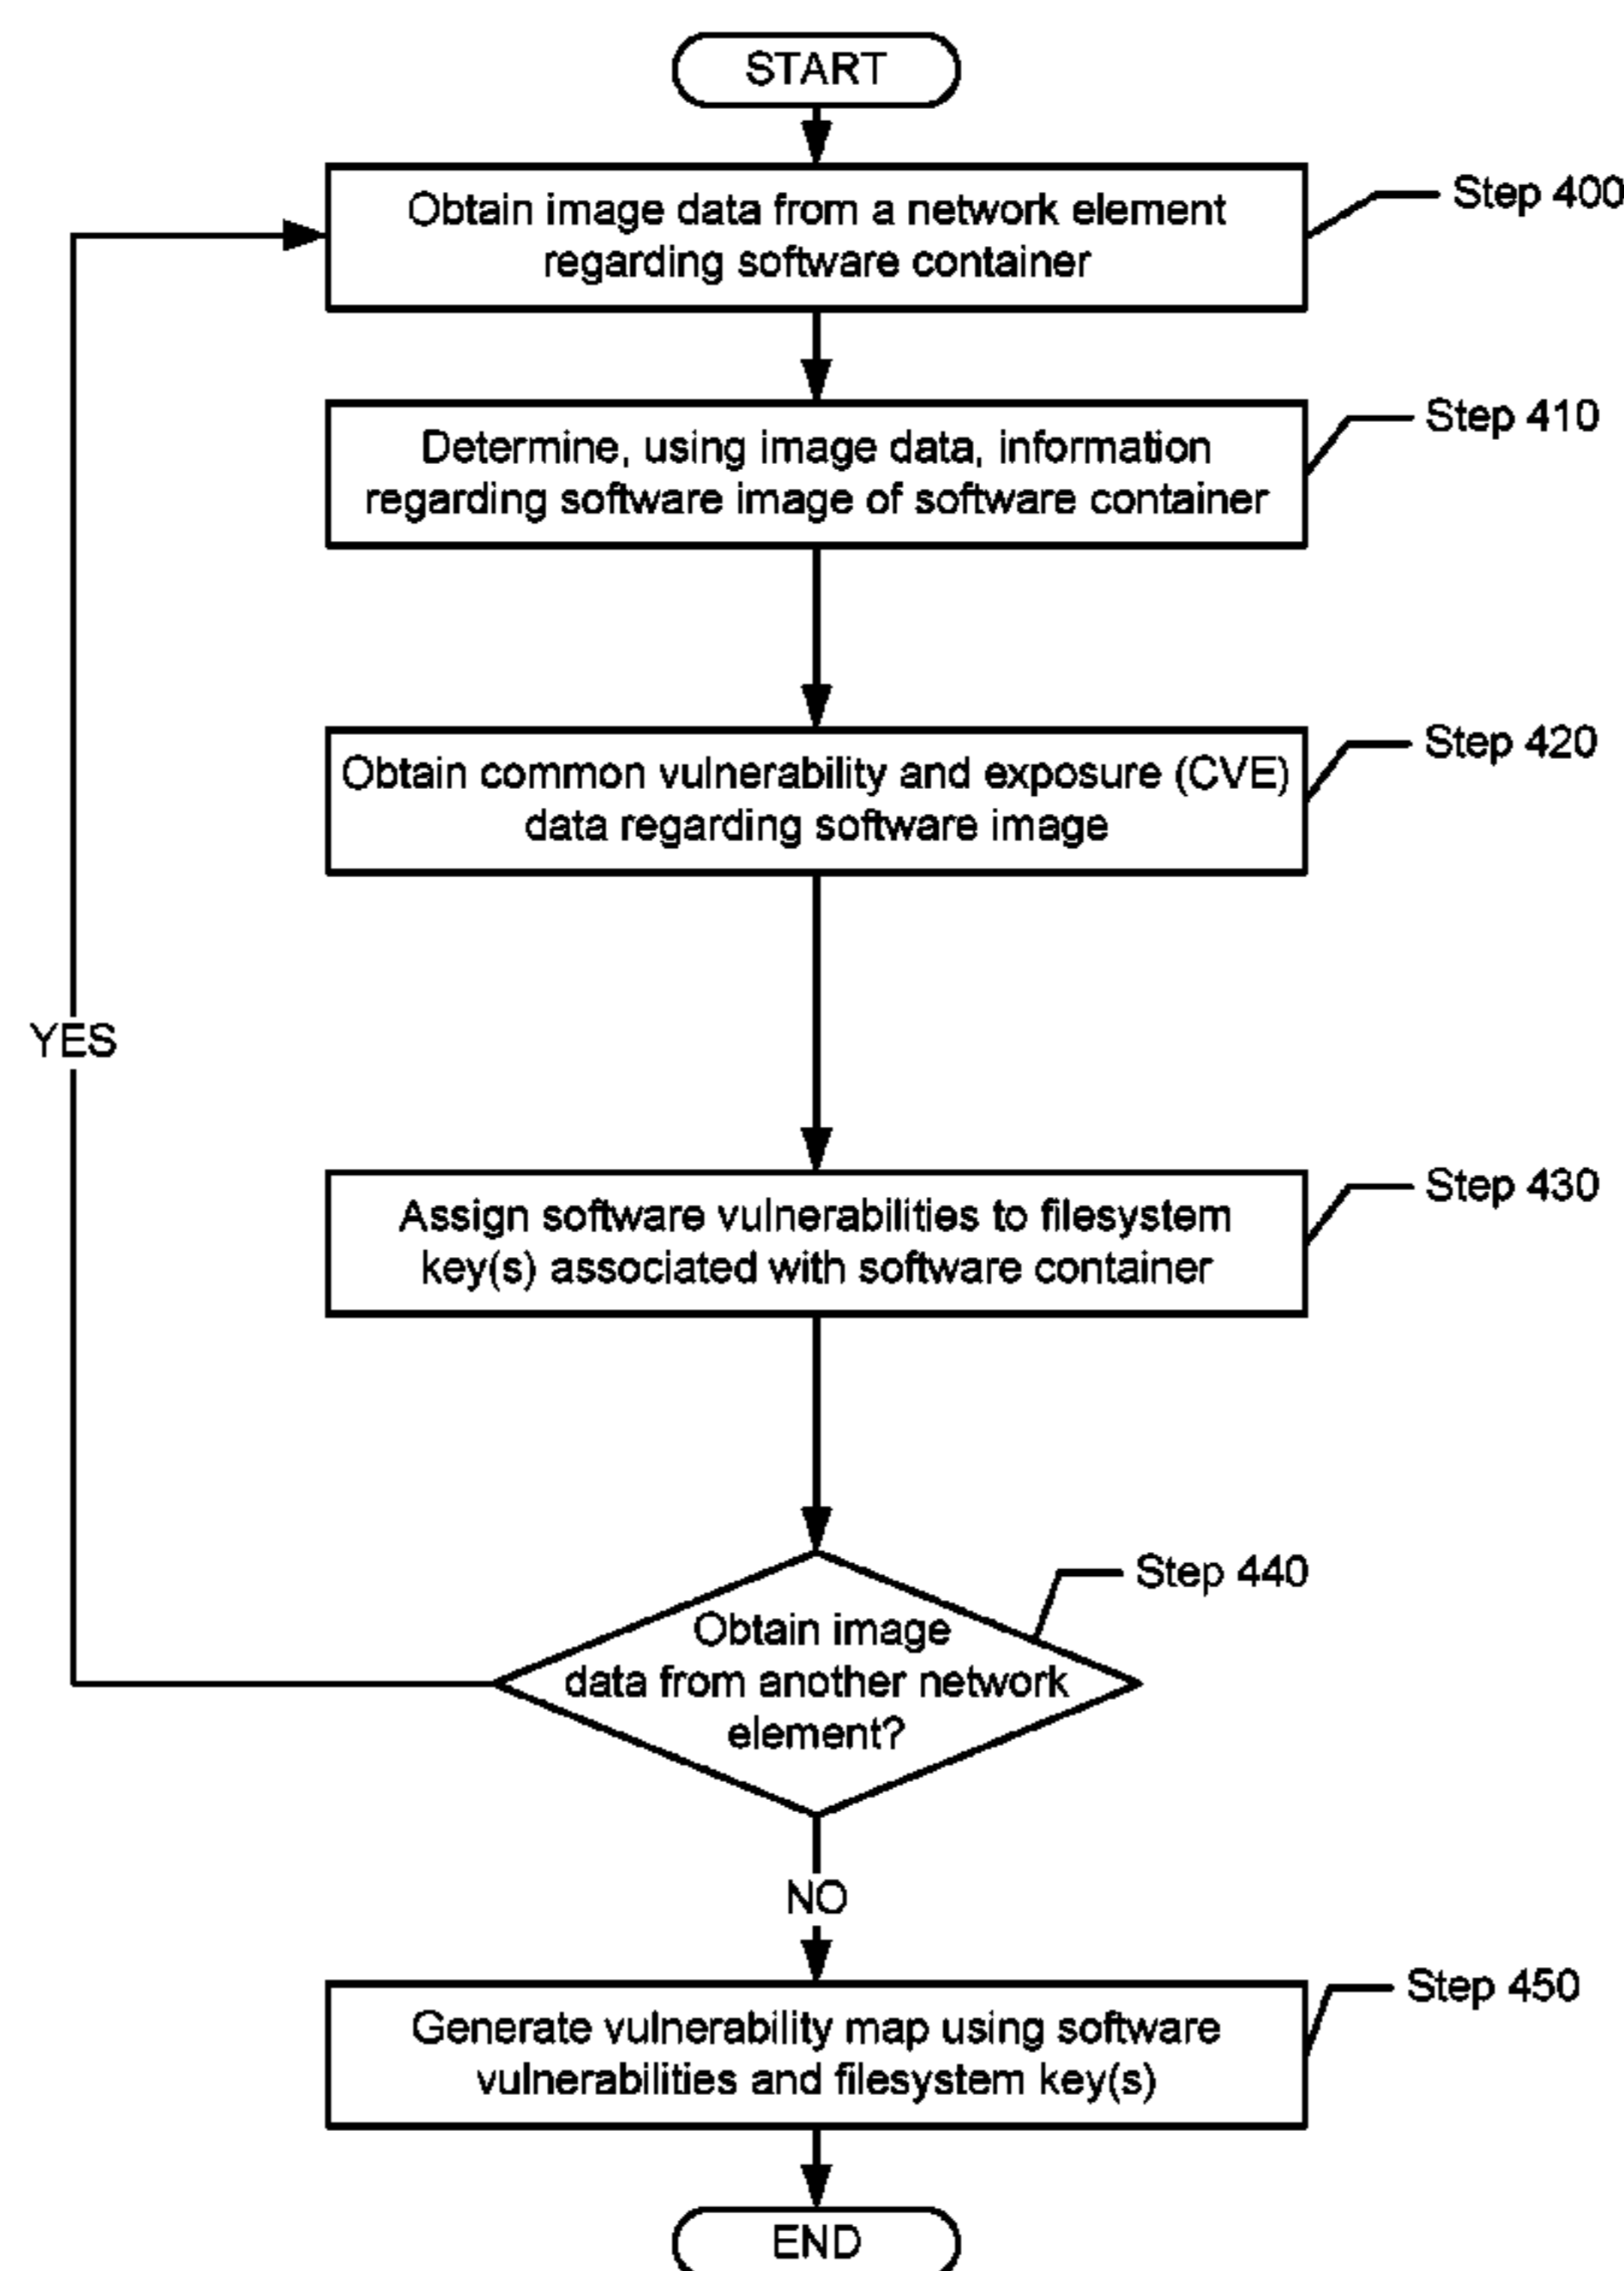 START
Obtain image data from a network element
regarding software container
Step 400
Determine, using image data, information
regarding software image of software container
Step 410
Obtain common vulnerability and exposure (CVE)
data regarding software image
Step 420
YES
Assign software vulnerabilities to filesystem
key(s) associated with software container
Step 430
Obtain image
data from another network
element?
Step 440
NO
Generate vulnerability map using software
vulnerabilities and filesystem key(s)
Step 450
END